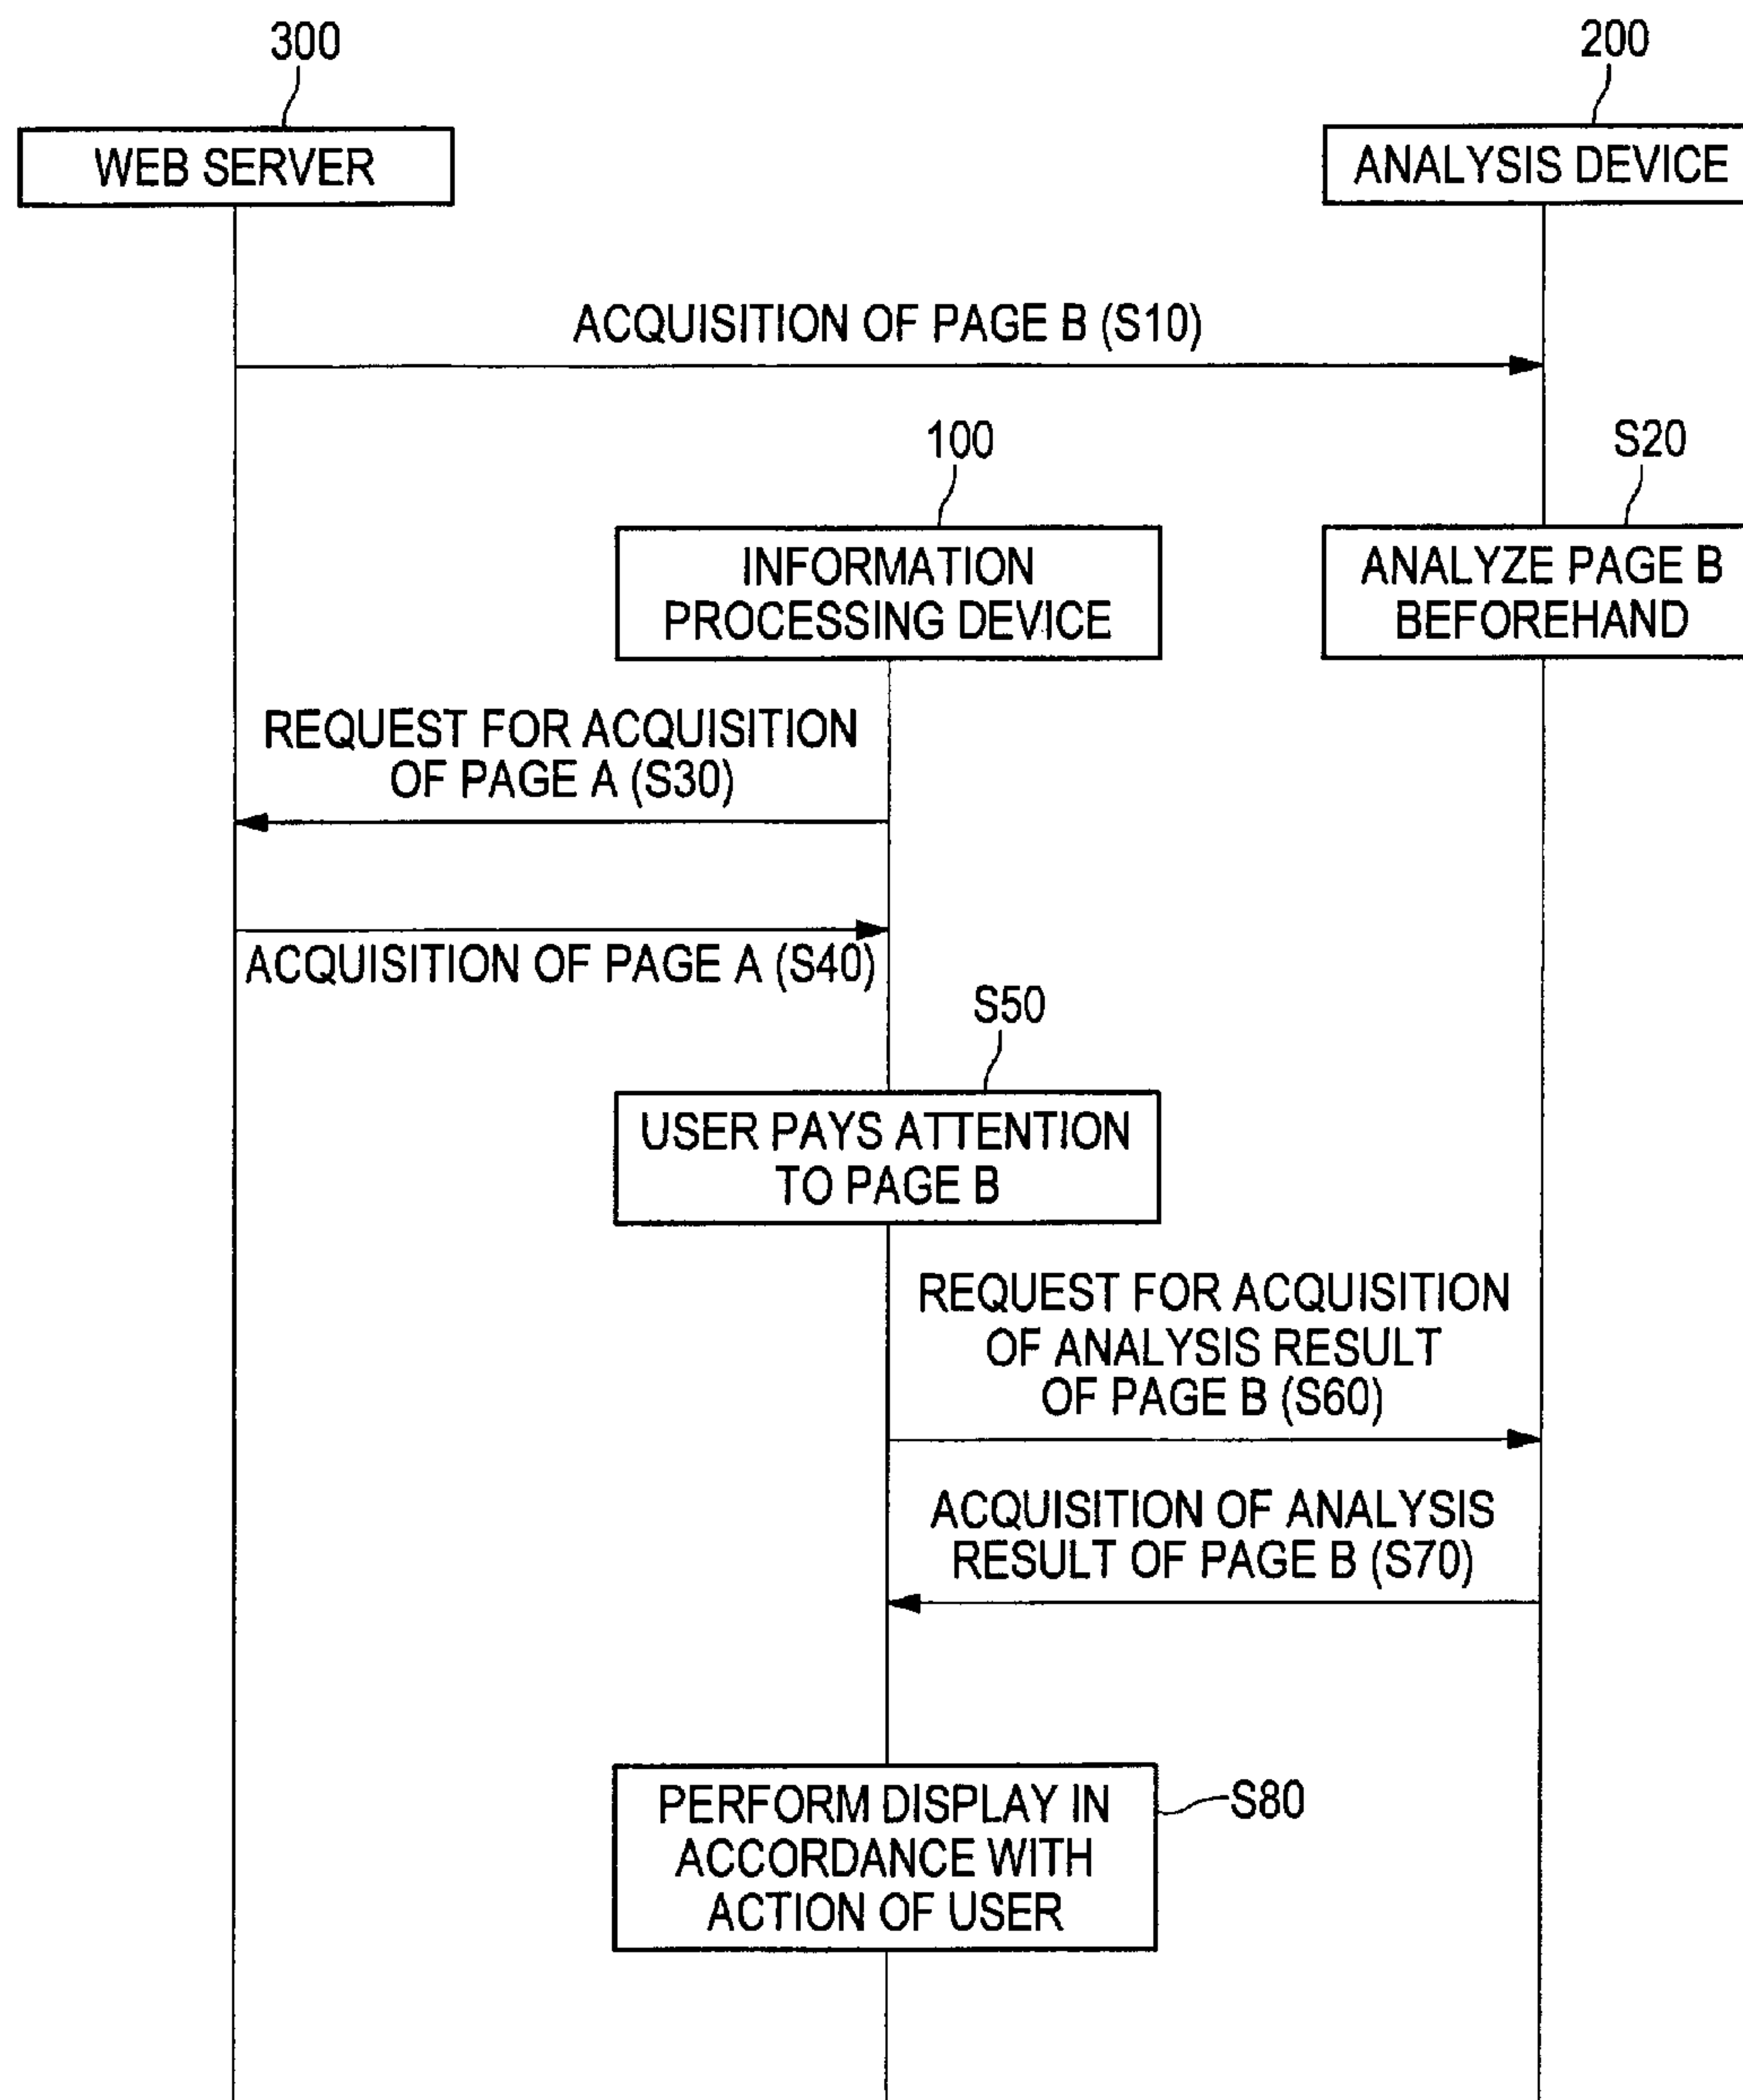 300
200
WEB SERVER
ANALYSIS DEVICE
ACQUISITION OF PAGE B (S10)
100
S20
INFORMATION
PROCESSING DEVICE
ANALYZE PAGE B
BEFOREHAND
REQUEST FOR ACQUISITION
OF PAGE A (S30)
ACQUISITION OF PAGE A (S40)
S50
USER PAYS ATTENTION
TO PAGE B
REQUEST FOR ACQUISITION
OF ANALYSIS RESULT
OF PAGE B (S60)
ACQUISITION OF ANALYSIS
RESULT OF PAGE B (S70)
PERFORM DISPLAY IN
ACCORDANCE WITH
ACTION OF USER
S80